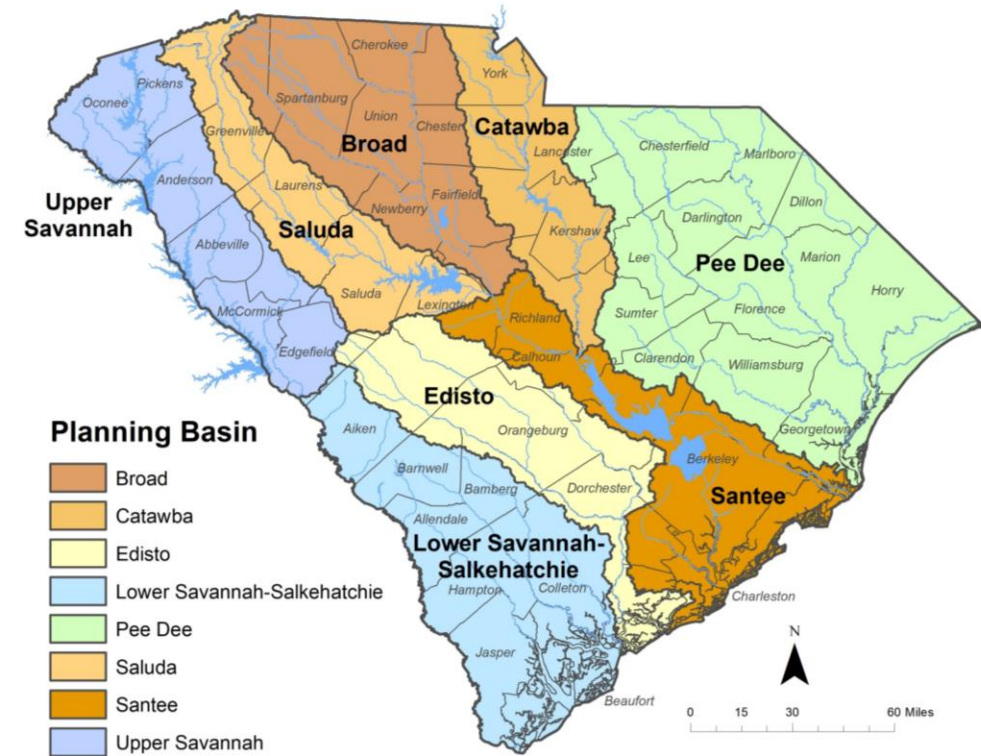 Cherokee
York
Pickens
Oconee
Spartanburg
Union
Greenville
Chester
Broad
Catawba
Lancaster
Chesterfield
Marlboro
Anderson
Laurens
Fairfield
Dillon
Upper
Savannah
Newberry
Darlington
Abbeville
Saluda
Kershaw
Lee
Pee Dee
Marion
Horry
Saluda
Lexington
McCormick
Richland
Sumter
Florence
Edgefield
Calhoun
Clarendon
Williamsburg
Edisto
Georgetown
Planning Basin
Aiken
Orangeburg
Berkeley
Barnwell
Bamberg
Dorchester
Santee
Allendale
Lower Savannah-
Salkehatchie
Hampton
Colleton
Charleston
Jasper
Beaufort
Broad
Catawba
Edisto
Lower Savannah-Salkehatchie
Pee Dee
Saluda
Santee
Upper Savannah
N
0 15 30 60 Miles